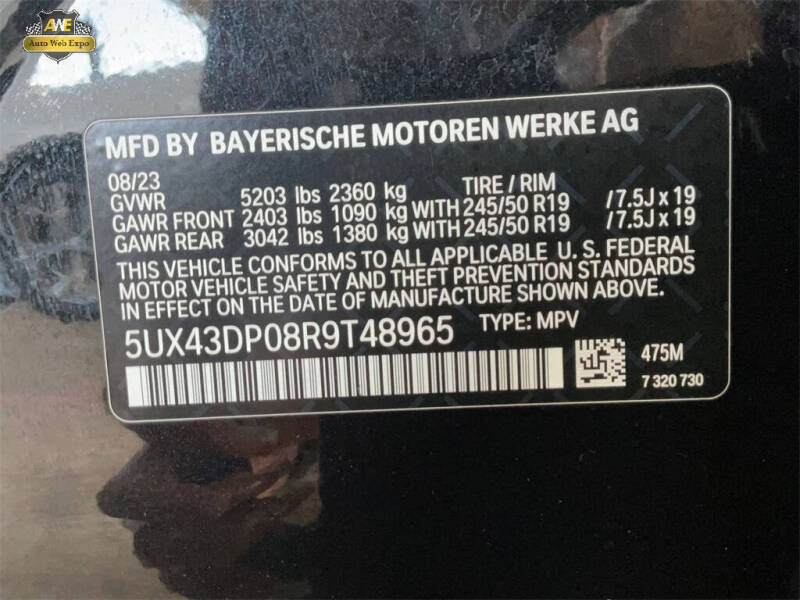 AWE
Auto Web Expo
MFD BY BAYERISCHE MOTOREN WERKE AG
08/23 TIRE / RIM
GVWR 5203 lbs 2360 kg
GAWR FRONT 2403 lbs 1090 kg WITH 245/50 R19 / 7.5J x 19
GAWR REAR 3042 lbs 1380 kg WITH 245/50 R19 / 7.5J x 19
THIS VEHICLE CONFORMS TO ALL APPLICABLE U. S. FEDERAL
MOTOR VEHICLE SAFETY AND THEFT PREVENTION STANDARDS
IN EFFECT ON THE DATE OF MANUFACTURE SHOWN ABOVE.
5UX43DP08R9T48965 TYPE: MPV
475M
7 320 730